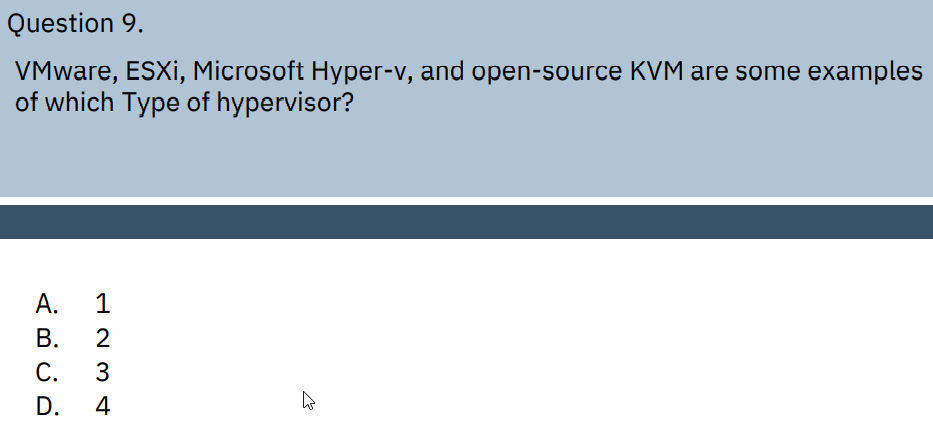 Question 9.
VMware, ESXi, Microsoft Hyper-v, and open-source KVM are some examples
of which Type of hypervisor?
A. 1
B. 2
C. 3
D. 4